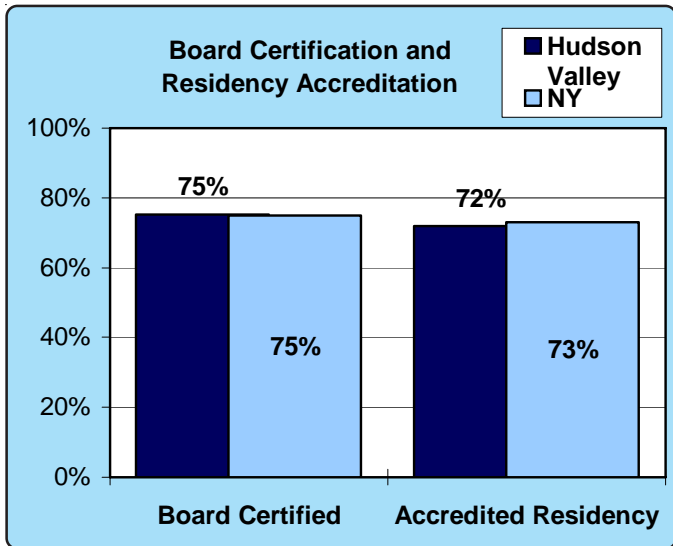 Board Certification and
Residency Accreditation
Hudson
Valley
NY
100%
80%
60%
40%
20%
0%
75%
75%
72%
73%
Board Certified
Accredited Residency